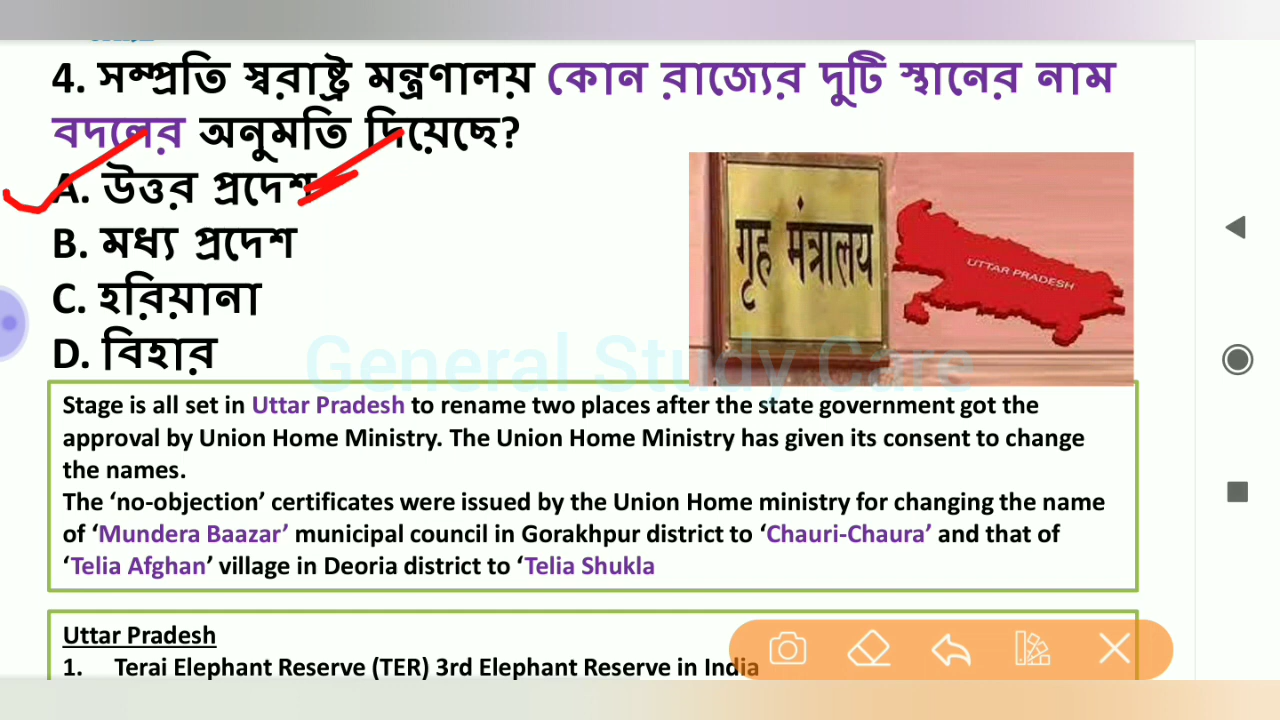 4. সম্প্রতি স্বরাষ্ট্র মন্ত্রণালয় কোন রাজ্যের দুটি স্থানের নাম
বদলের অনুমতি দিয়েছে?
A. উত্তর প্রদেশ
B. মধ্য প্রদেশ
C. হরিয়ানা
D. বিহার
गृह मंत्रालय
UTTAR PRADESH
General Study Care
Stage is all set in Uttar Pradesh to rename two places after the state government got the
approval by Union Home Ministry. The Union Home Ministry has given its consent to change
the names.
The ‘no-objection’ certificates were issued by the Union Home ministry for changing the name
of ‘Mundera Baazar’ municipal council in Gorakhpur district to ‘Chauri-Chaura’ and that of
‘Telia Afghan’ village in Deoria district to ‘Telia Shukla
Uttar Pradesh
1. Terai Elephant Reserve (TER) 3rd Elephant Reserve in India